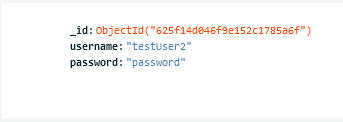 _id: ObjectId("625f14d046f9e152c1785a6f")
username: "testUser2"
password: "password"